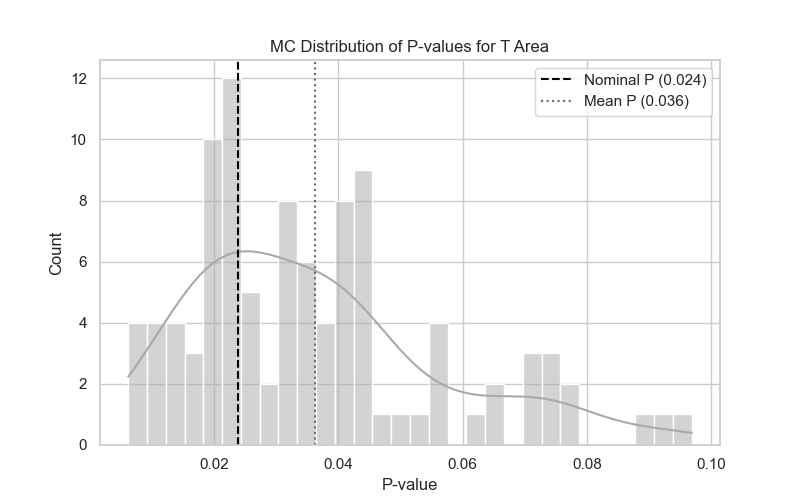 MC Distribution of P-values for T Area
Nominal P (0.024)
Mean P (0.036)
12
10
8
6
4
2
0
Count
0.02 0.04 0.06 0.08 0.10
P-value